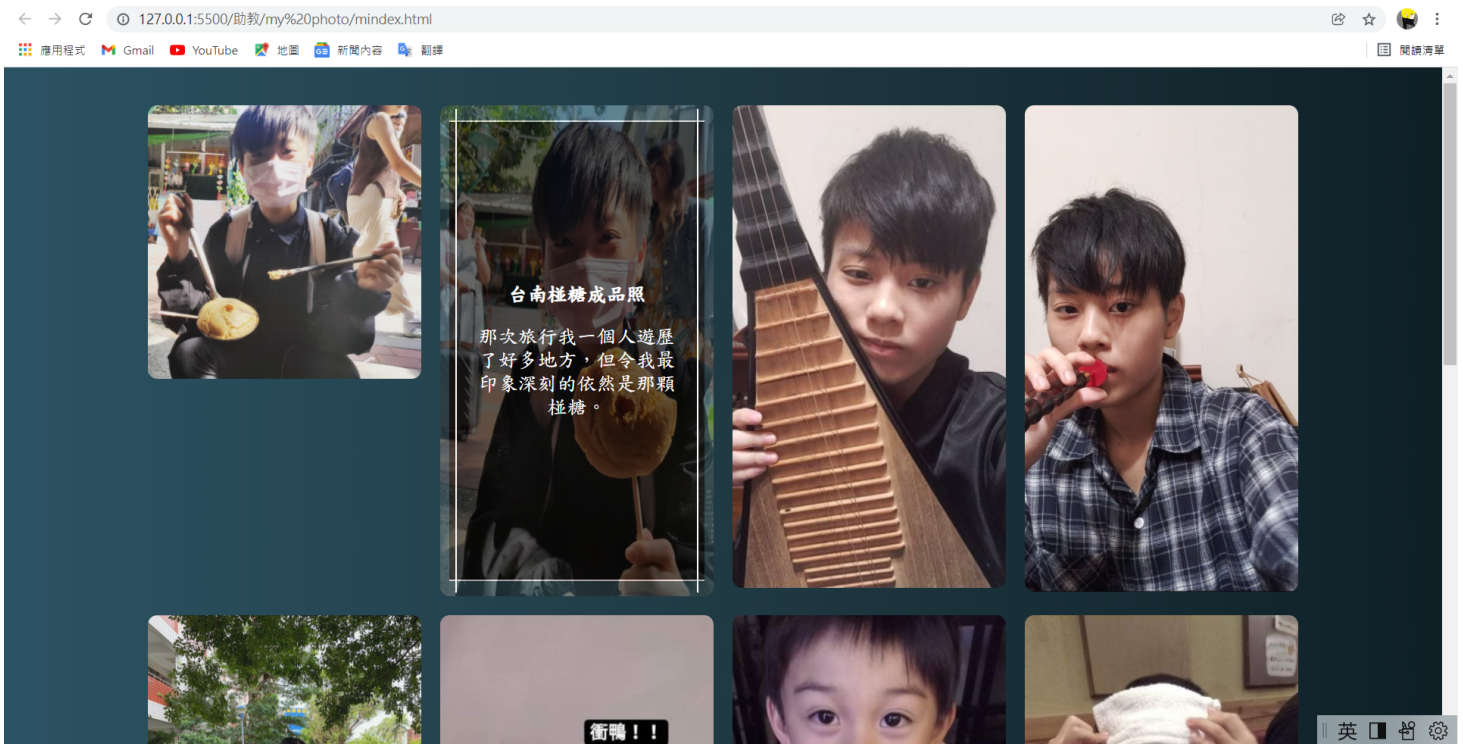 127.0.0.1:5500/助教/my%20photo/mindex.html
應用程式 Gmail YouTube 地圖 新聞內容 翻譯 閱讀清單
台南椪糖成品照
那次旅行我一個人遊歷
了好多地方，但令我最
印象深刻的依然是那顆
椪糖。
衝鴨！！
英